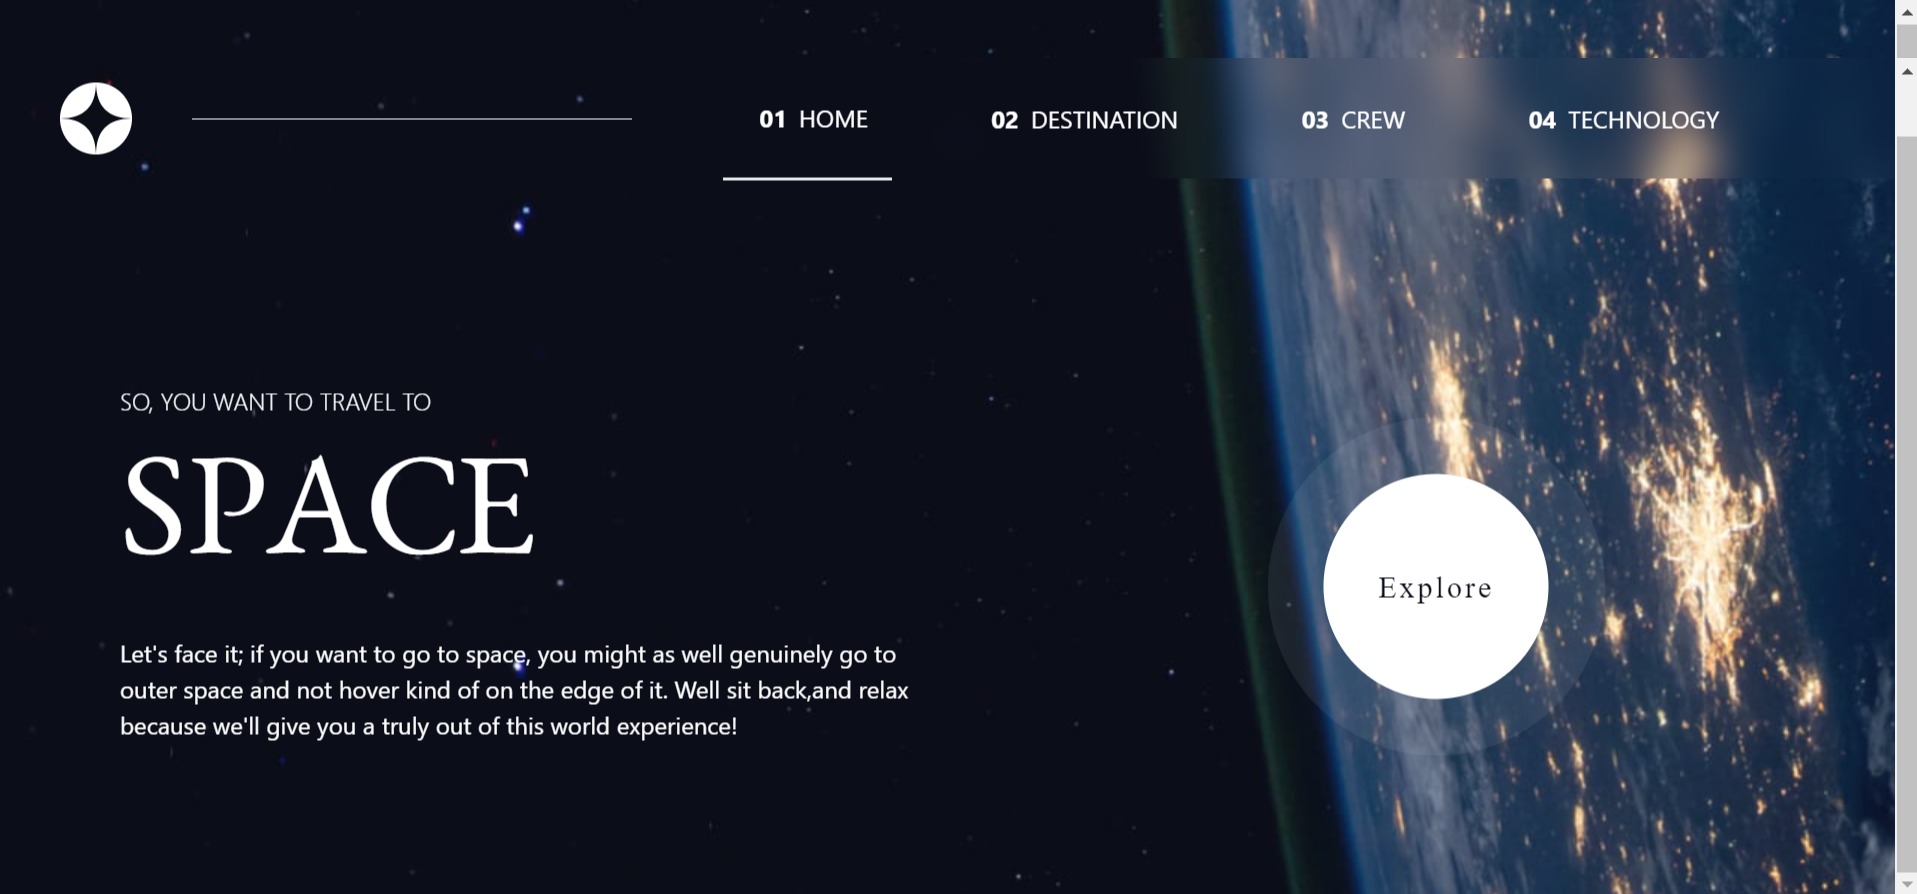 01 HOME 02 DESTINATION 03 CREW 04 TECHNOLOGY
SO, YOU WANT TO TRAVEL TO
SPACE
Let's face it; if you want to go to space, you might as well genuinely go to
outer space and not hover kind of on the edge of it. Well sit back,and relax
because we'll give you a truly out of this world experience!
Explore